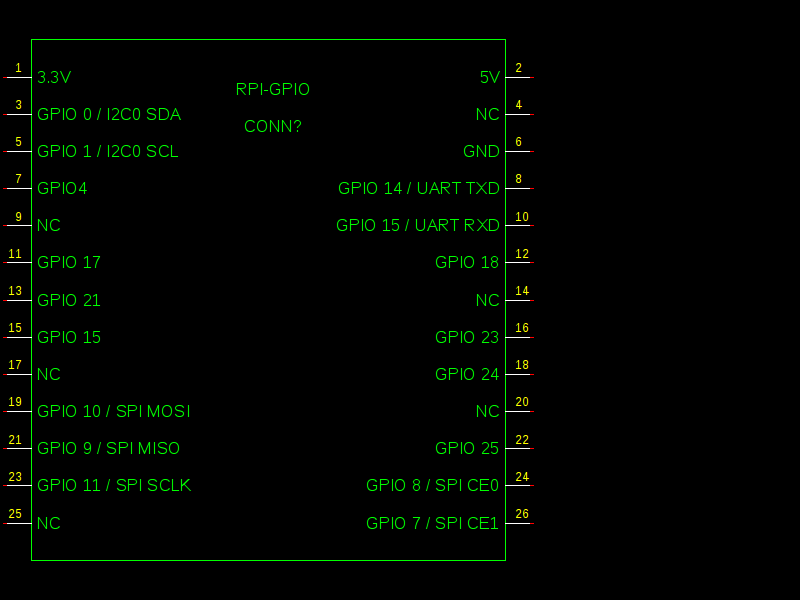 1 3.3V RPI-GPIO 5V 2
3 GPIO 0 / I2C0 SDA CONN? NC 4
5 GPIO 1 / I2C0 SCL GND 6
7 GPIO4 GPIO 14 / UART TXD 8
9 NC GPIO 15 / UART RXD 10
11 GPIO 17 GPIO 18 12
13 GPIO 21 NC 14
15 GPIO 15 GPIO 23 16
17 NC GPIO 24 18
19 GPIO 10 / SPI MOSI NC 20
21 GPIO 9 / SPI MISO GPIO 25 22
23 GPIO 11 / SPI SCLK GPIO 8 / SPI CE0 24
25 NC GPIO 7 / SPI CE1 26